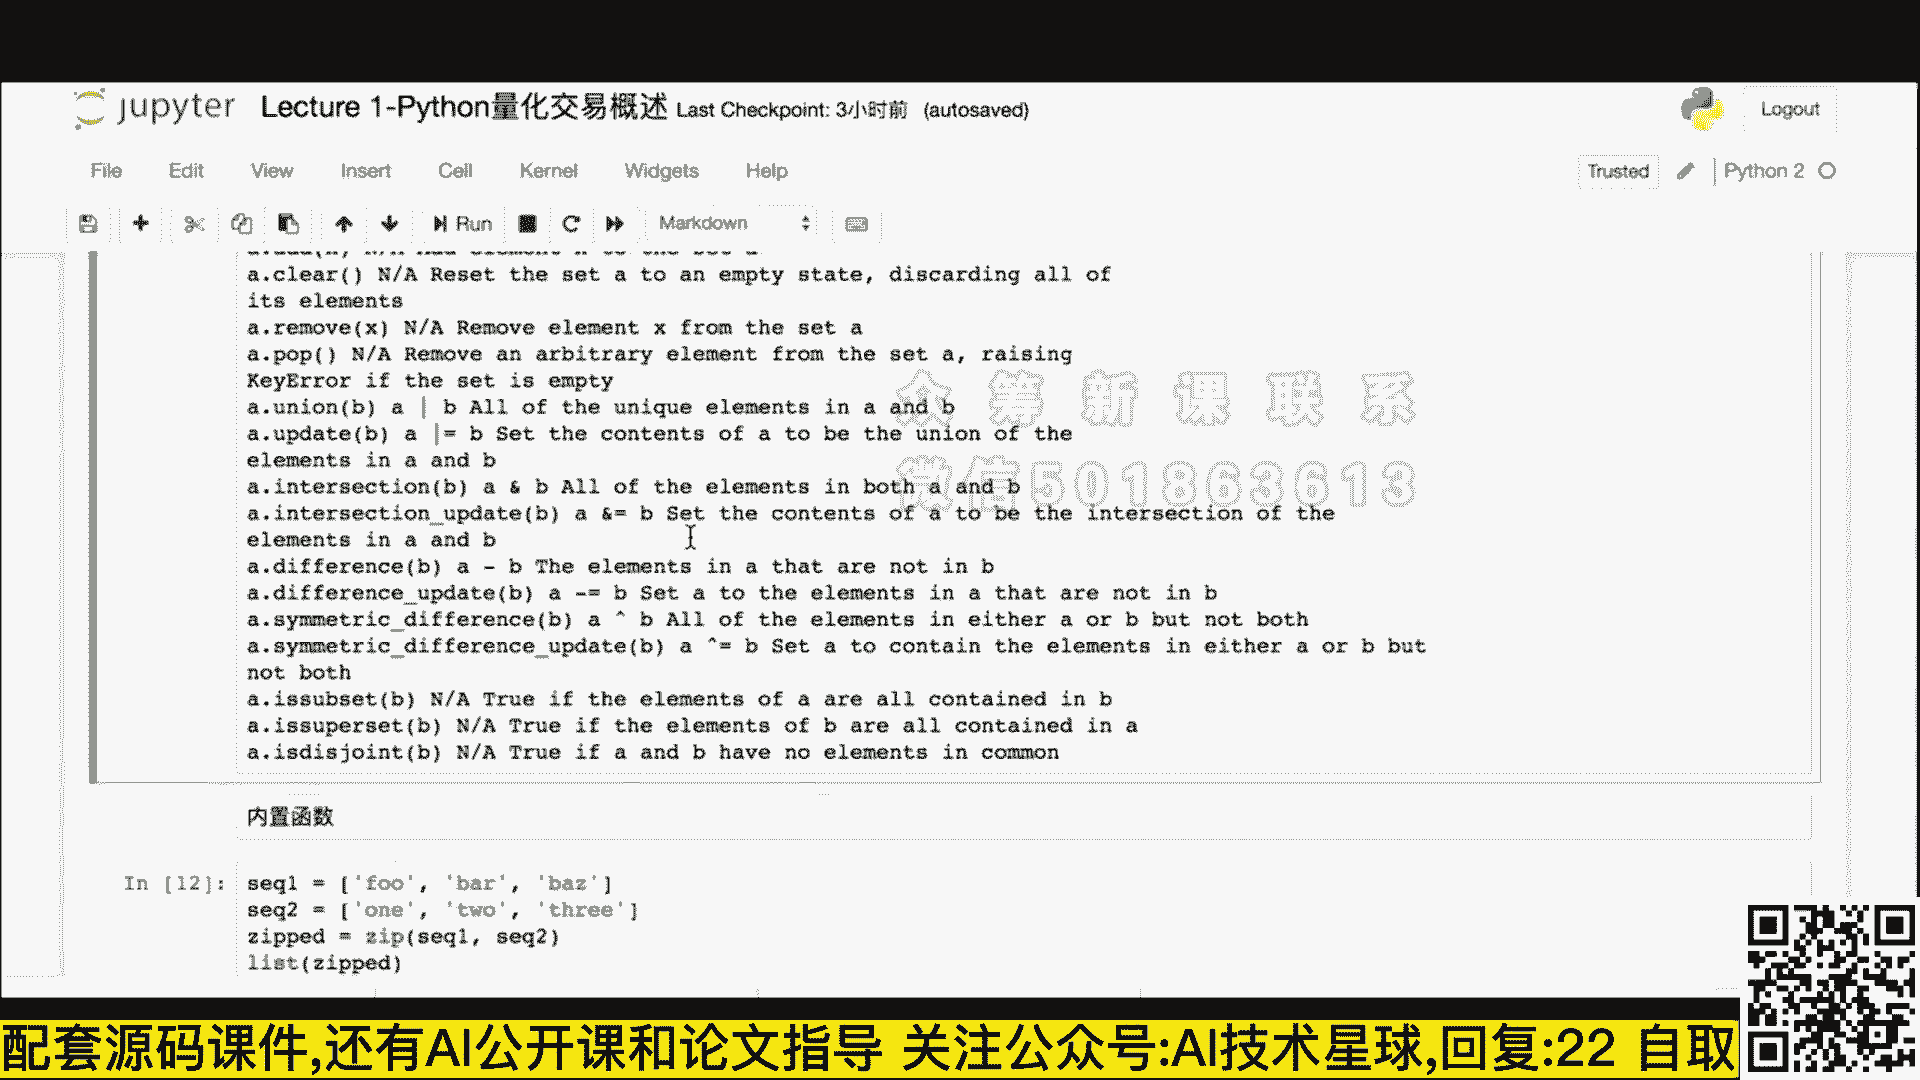 jupyter Lecture 1-Python量化交易概述 Last Checkpoint: 3小时前 (autosaved)
Logout
File Edit View Insert Cell Kernel Widgets Help
Trusted Python 2
Run Markdown
a.clear() N/A Reset the set a to an empty state, discarding all of
its elements
a.remove(x) N/A Remove element x from the set a
a.pop() N/A Remove an arbitrary element from the set a, raising
KeyError if the set is empty
a.union(b) a | b All of the unique elements in a and b
a.update(b) a |= b Set the contents of a to be the union of the
elements in a and b
a.intersection(b) a & b All of the elements in both a and b
a.intersection_update(b) a &= b Set the contents of a to be the intersection of the
elements in a and b
a.difference(b) a - b The elements in a that are not in b
a.difference_update(b) a -= b Set a to the elements in a that are not in b
a.symmetric_difference(b) a ^ b All of the elements in either a or b but not both
a.symmetric_difference_update(b) a ^= b Set a to contain the elements in either a or b but
not both
a.issubset(b) N/A True if the elements of a are all contained in b
a.issuperset(b) N/A True if the elements of b are all contained in a
a.isdisjoint(b) N/A True if a and b have no elements in common
众筹新课联系
微信501863613
内置函数
In [12]: seq1 = ['foo', 'bar', 'baz']
seq2 = ['one', 'two', 'three']
zipped = zip(seq1, seq2)
list(zipped)
配套源码课件,还有AI公开课和论文指导 关注公众号:AI技术星球,回复:22 自取